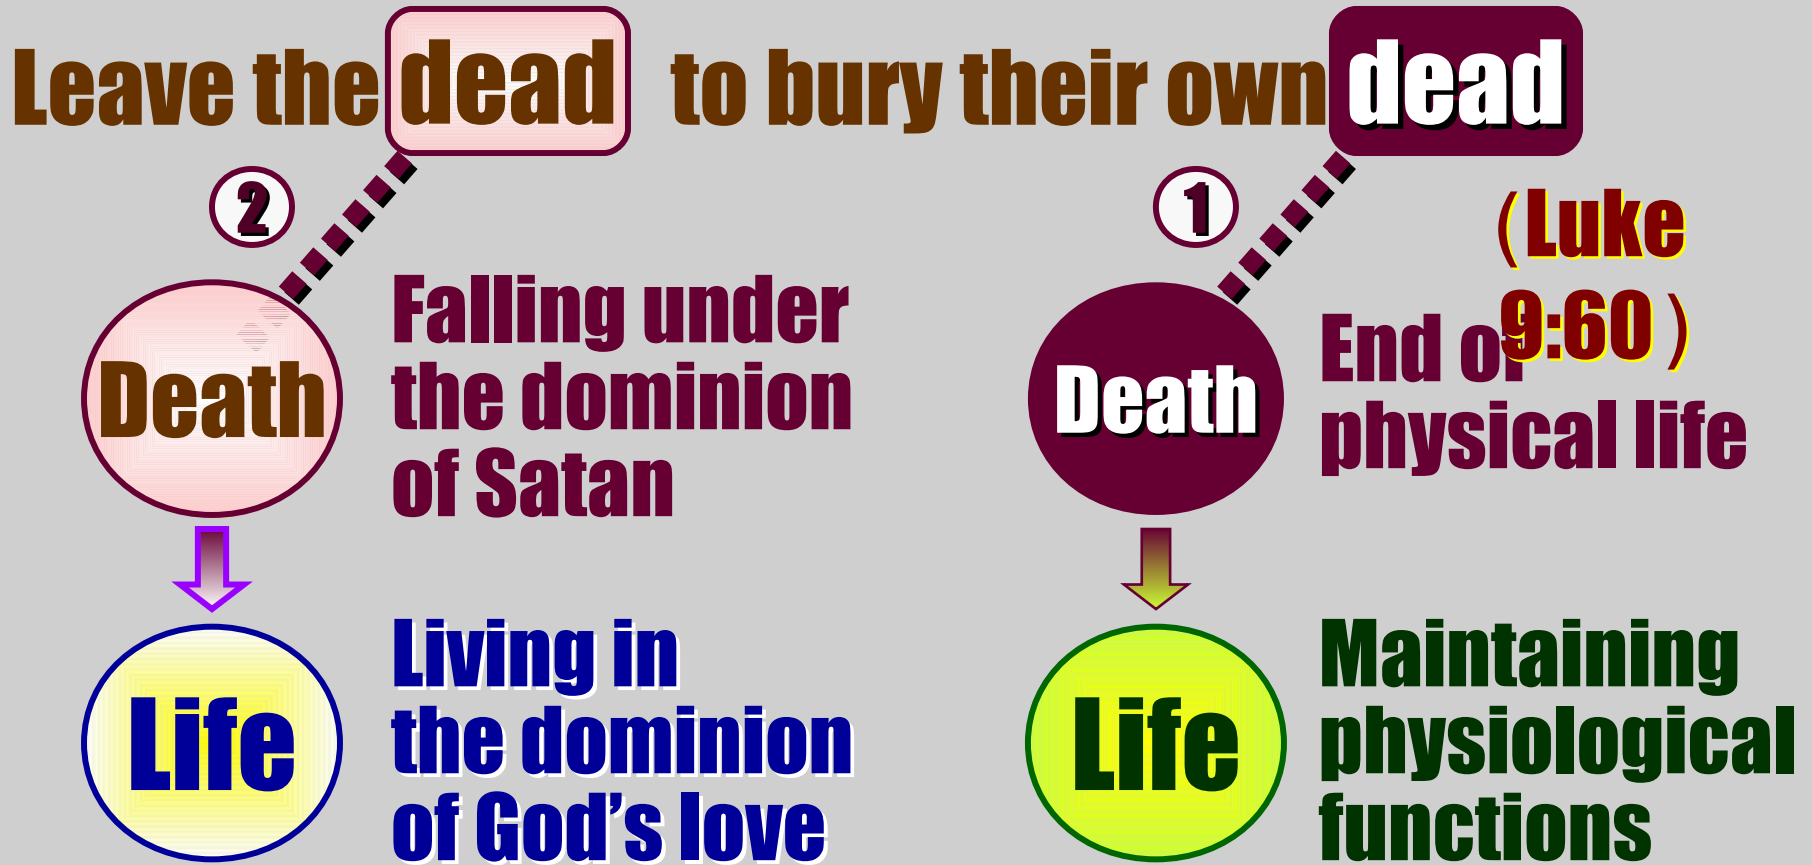 Leave the dead to bury their own dead
2
1
(Luke
9:60)
Death
Falling under
the dominion
of Satan
Death
End of
physical life
Life
Living in
the dominion
of God’s love
Life
Maintaining
physiological
functions